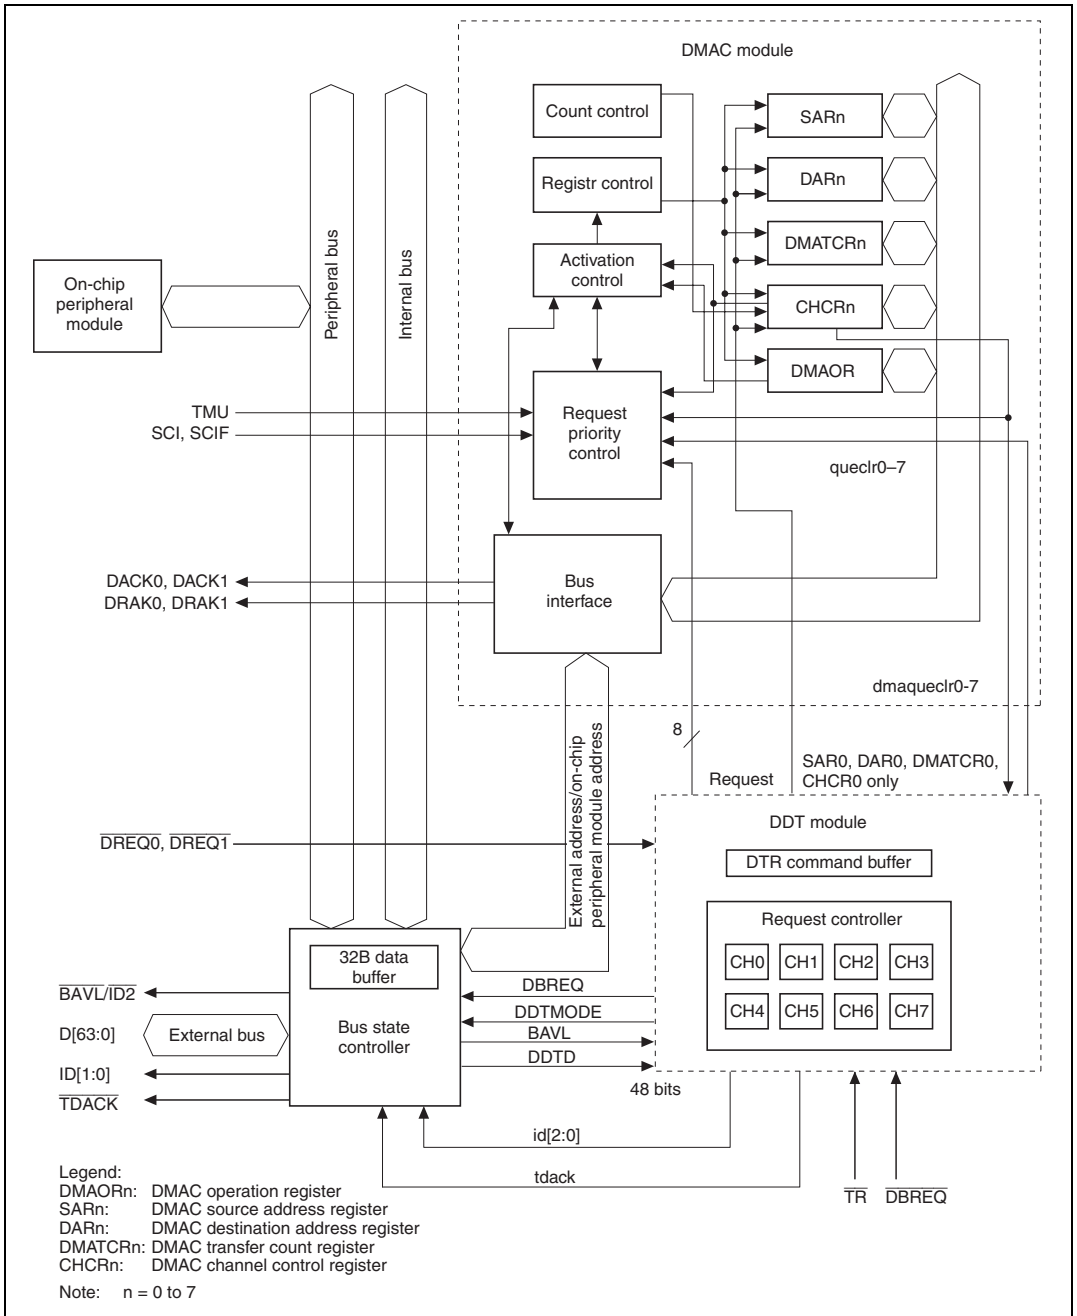 DMAC module
Count control
SARn
Registr control
DARn
Activation
control
DMATCRn
On-chip
peripheral
module
Peripheral bus
Internal bus
CHCRn
DMAOR
TMU
SCI, SCIF
Request
priority
control
queclr0–7
DACK0, DACK1
DRAK0, DRAK1
Bus
interface
dmaqueclr0-7
8
External address/on-chip
peripheral module address
Request
SAR0, DAR0, DMATCR0,
CHCR0 only
DREQ0, DREQ1
DDT module
DTR command buffer
Request controller
CH0 CH1 CH2 CH3
CH4 CH5 CH6 CH7
32B data
buffer
Bus state
controller
BAVL/ID2
D[63:0]
External bus
ID[1:0]
TDACK
DBREQ
DDTMODE
BAVL
DDTD
48 bits
id[2:0]
tdack
TR
DBREQ
Legend:
DMAORn: DMAC operation register
SARn: DMAC source address register
DARn: DMAC destination address register
DMATCRn: DMAC transfer count register
CHCRn: DMAC channel control register
Note: n = 0 to 7